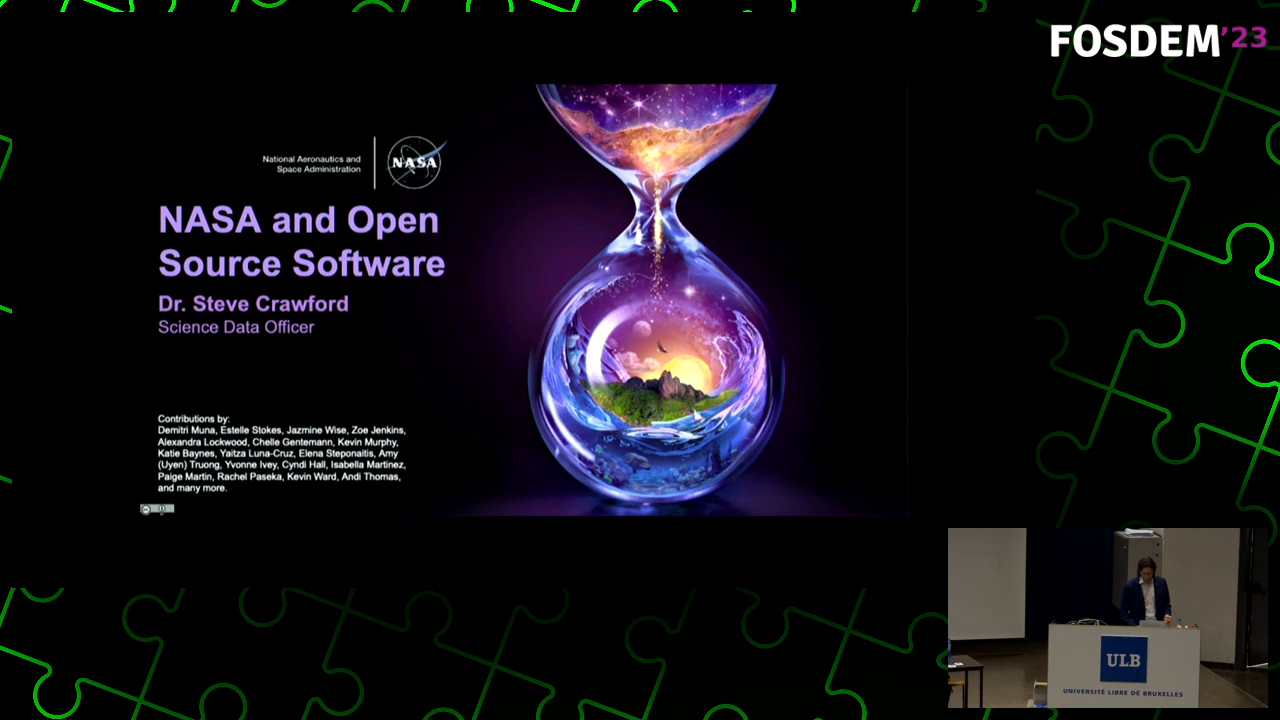 FOSDEM'23
National Aeronautics and
Space Administration
NASA
NASA and Open
Source Software
Dr. Steve Crawford
Science Data Officer
Contributions by:
Demitri Muna, Estelle Stokes, Jazmine Wise, Zoe Jenkins,
Alexandra Lockwood, Chelle Gentemann, Kevin Murphy,
Katie Baynes, Yaitza Luna-Cruz, Elena Steponaitis, Amy
(Uyen) Truong, Yvonne Ivey, Cyndi Hall, Isabella Martinez,
Paige Martin, Rachel Paseka, Kevin Ward, Andi Thomas,
and many more.
ULB
UNIVERSITÉ LIBRE DE BRUXELLES